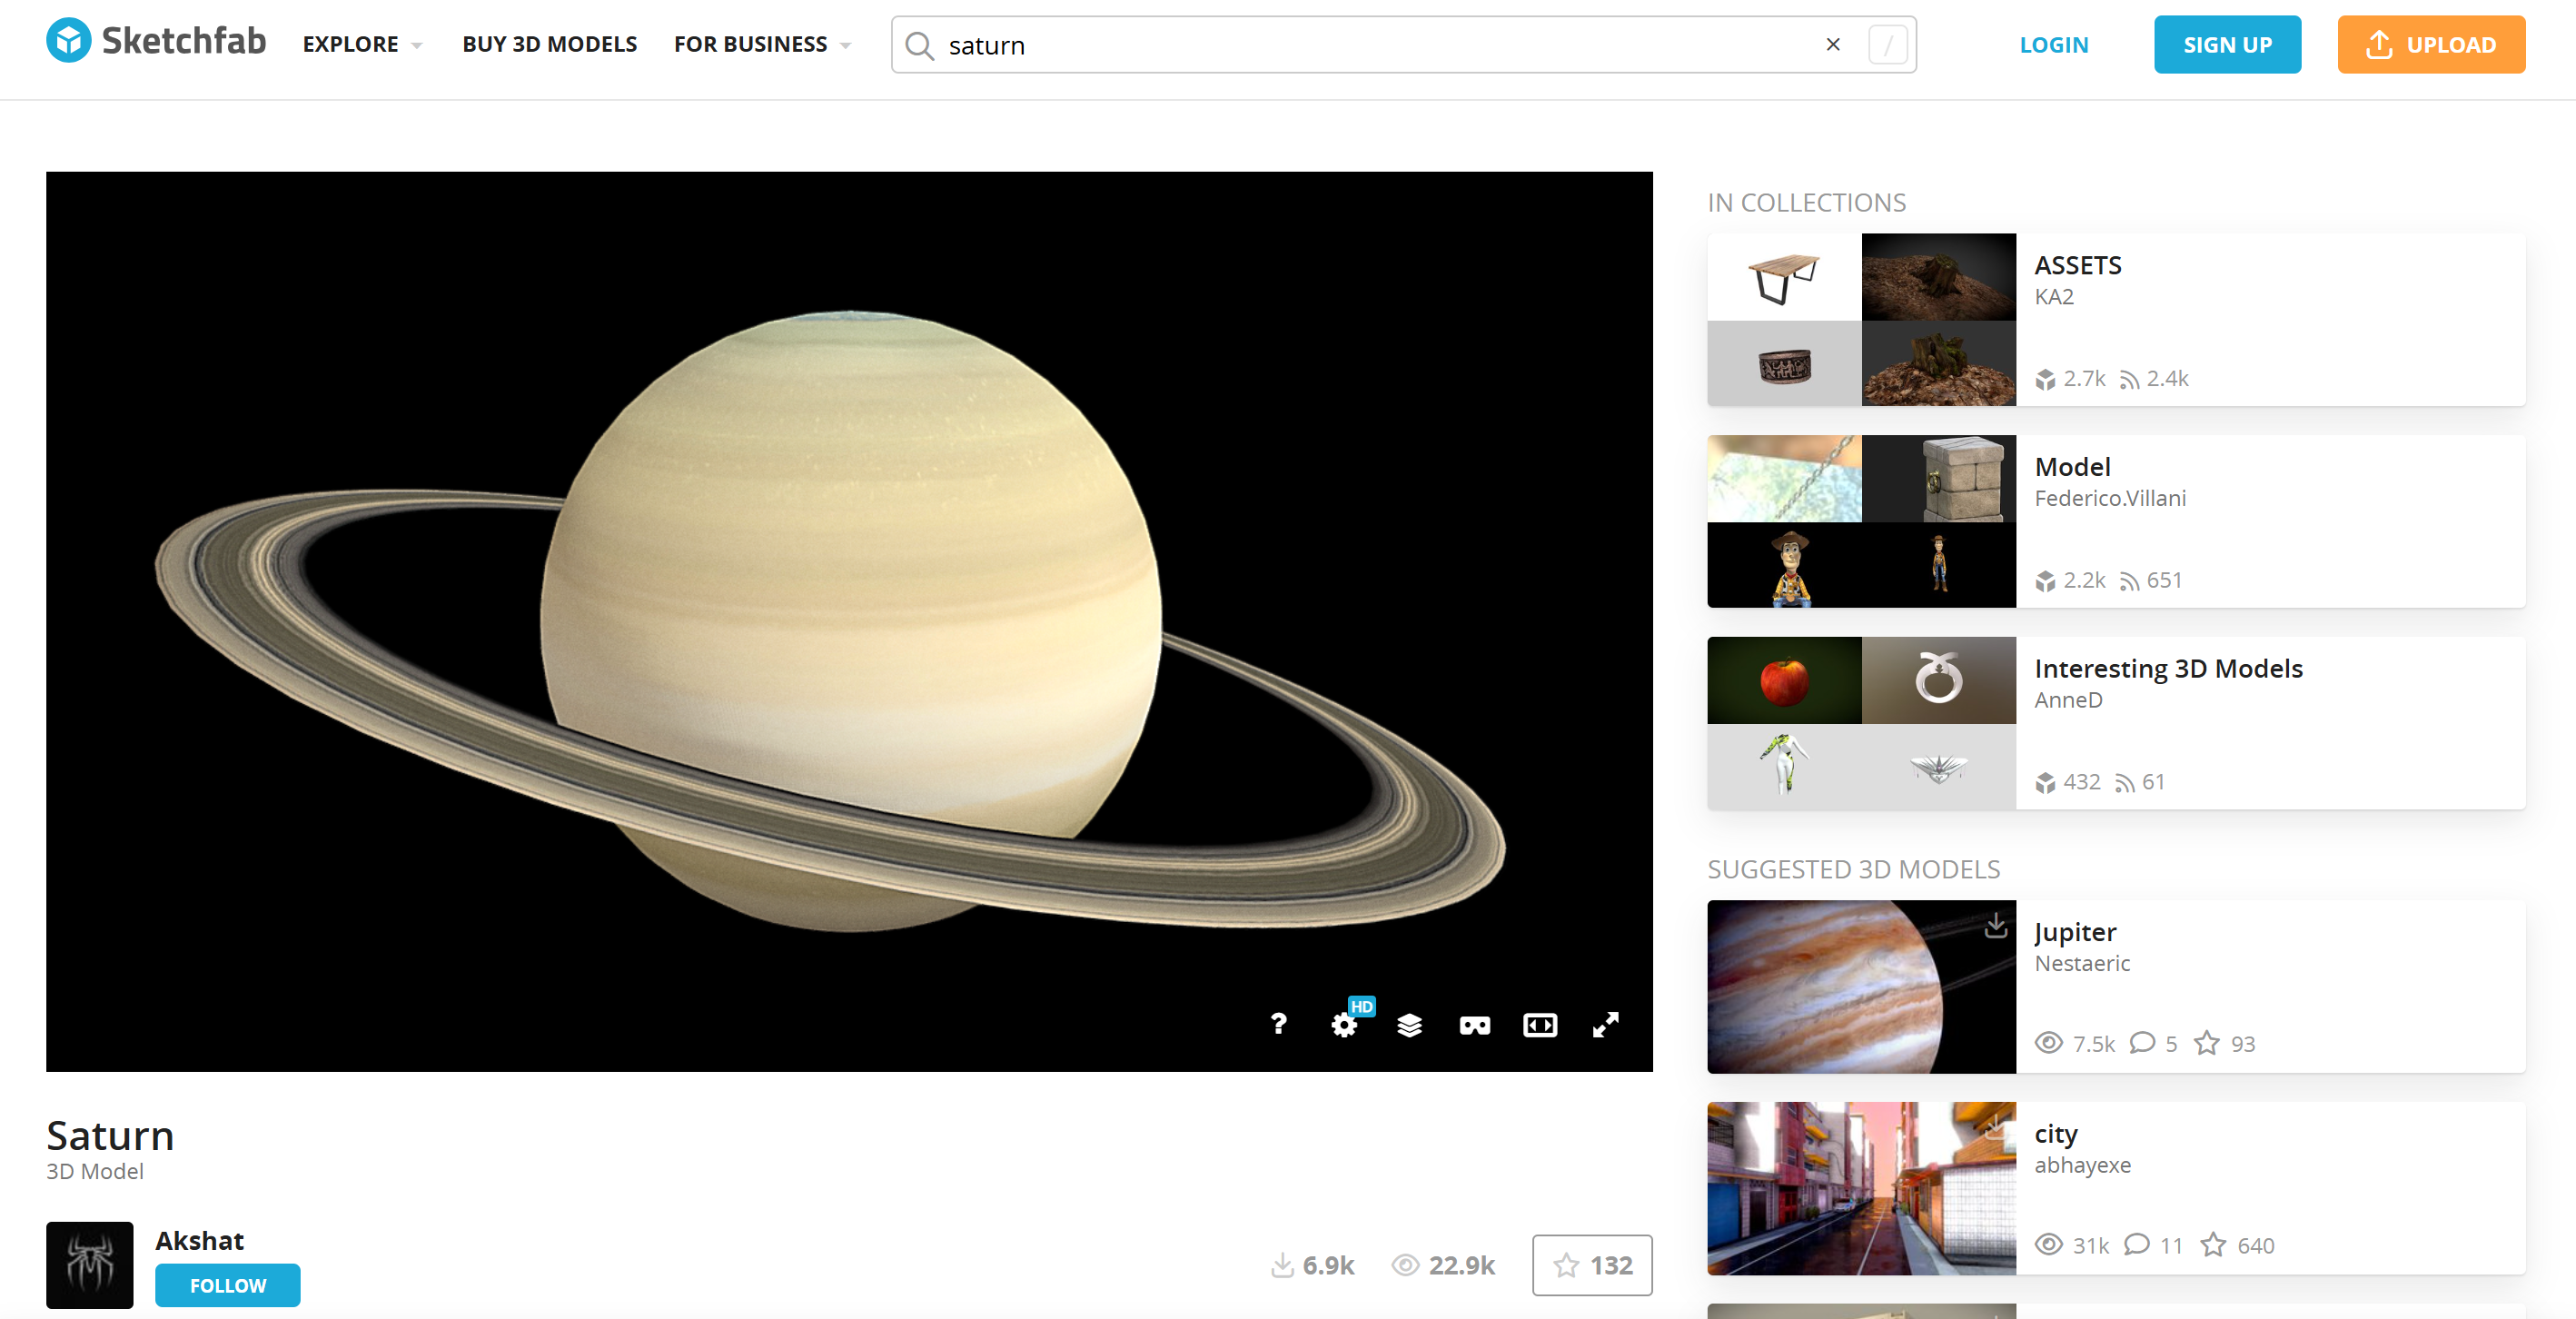 Sketchfab
EXPLORE
BUY 3D MODELS
FOR BUSINESS
saturn
/
LOGIN
SIGN UP
UPLOAD
HD
Saturn
3D Model
Akshat
FOLLOW
6.9k
22.9k
132
IN COLLECTIONS
ASSETS
KA2
2.7k 2.4k
Model
Federico.Villani
2.2k 651
Interesting 3D Models
AnneD
432 61
SUGGESTED 3D MODELS
Jupiter
Nestaeric
7.5k 5 93
city
abhayexe
31k 11 640